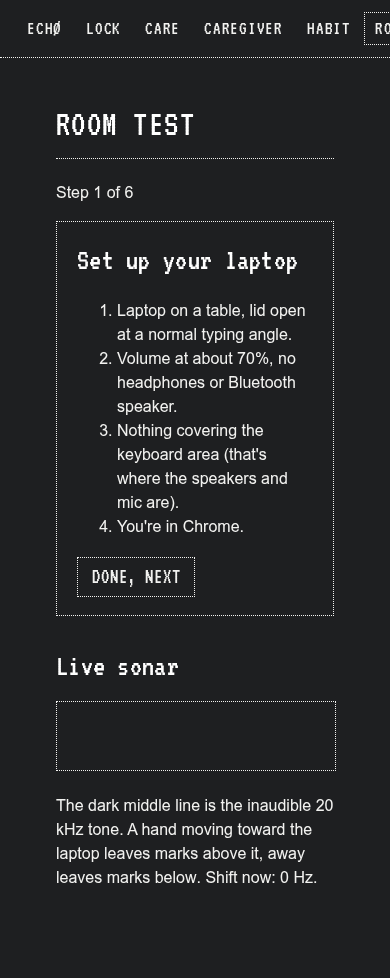 ECHØ LOCK CARE CAREGIVER HABIT RO
ROOM TEST
Step 1 of 6
Set up your laptop
1. Laptop on a table, lid open
at a normal typing angle.
2. Volume at about 70%, no
headphones or Bluetooth
speaker.
3. Nothing covering the
keyboard area (that's
where the speakers and
mic are).
4. You're in Chrome.
DONE, NEXT
Live sonar
The dark middle line is the inaudible 20
kHz tone. A hand moving toward the
laptop leaves marks above it, away
leaves marks below. Shift now: 0 Hz.